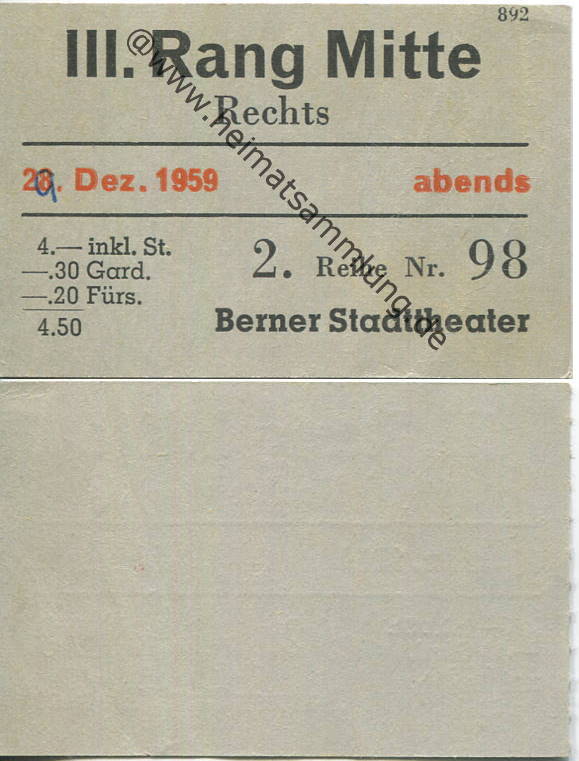 892
III. Rang Mitte
Rechts
28. Dez. 1959 abends
9
4.— inkl. St.
—.30 Gard.
—.20 Fürs.
4.50
2. Reihe Nr. 98
Berner Stadttheater
@www.heimatsammlung.de